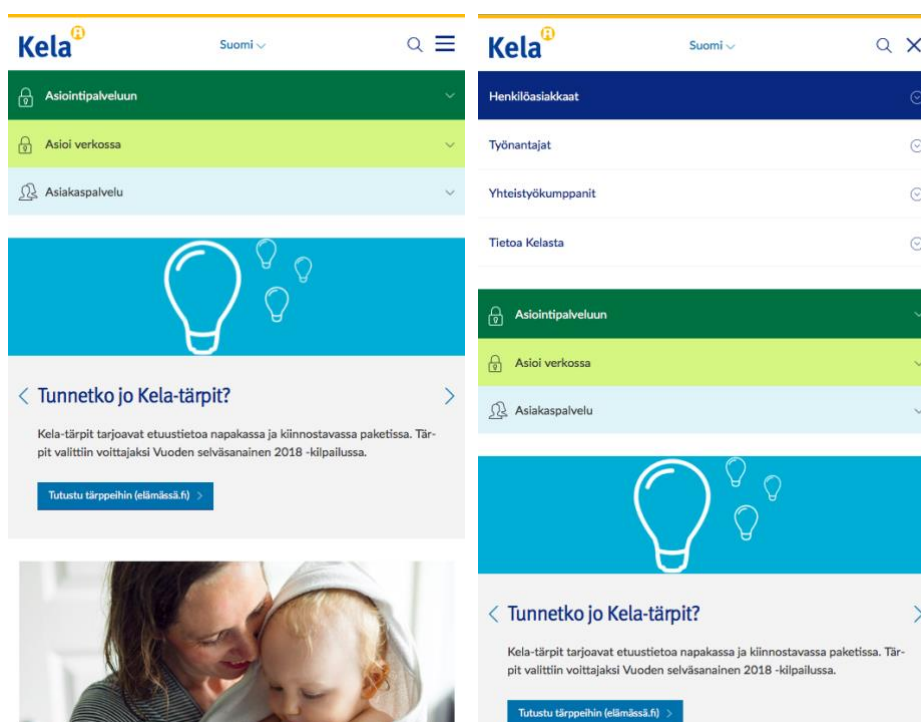 Kela
Suomi
Asiointipalveluun
Asioi verkossa
Asiakaspalvelu
Tunnetko jo Kela-tärpit?
Kela-tärpit tarjoavat etuustietoa napakassa ja kiinnostavassa paketissa. Tär-
pit valittiin voittajaksi Vuoden selväsanainen 2018 -kilpailussa.
Tutustu tärppeihin (elämässä.fi)
Kela
Suomi
Henkilöasiakkaat
Työnantajat
Yhteistyökumppanit
Tietoa Kelasta
Asiointipalveluun
Asioi verkossa
Asiakaspalvelu
Tunnetko jo Kela-tärpit?
Kela-tärpit tarjoavat etuustietoa napakassa ja kiinnostavassa paketissa. Tär-
pit valittiin voittajaksi Vuoden selväsanainen 2018 -kilpailussa.
Tutustu tärppeihin (elämässä.fi)